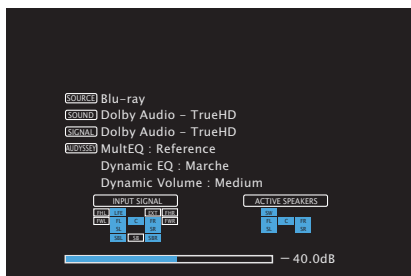 SOURCE Blu-ray
SOUND Dolby Audio - TrueHD
SIGNAL Dolby Audio - TrueHD
AUDYSSEY MultEQ : Reference
Dynamic EQ : Marche
Dynamic Volume : Medium
INPUT SIGNAL ACTIVE SPEAKERS
FHL LFE EXT FHR SW
FWL FL C FR FWR FL C FR
SL SR SL SR
SBL SB SBR
- 40.0dB